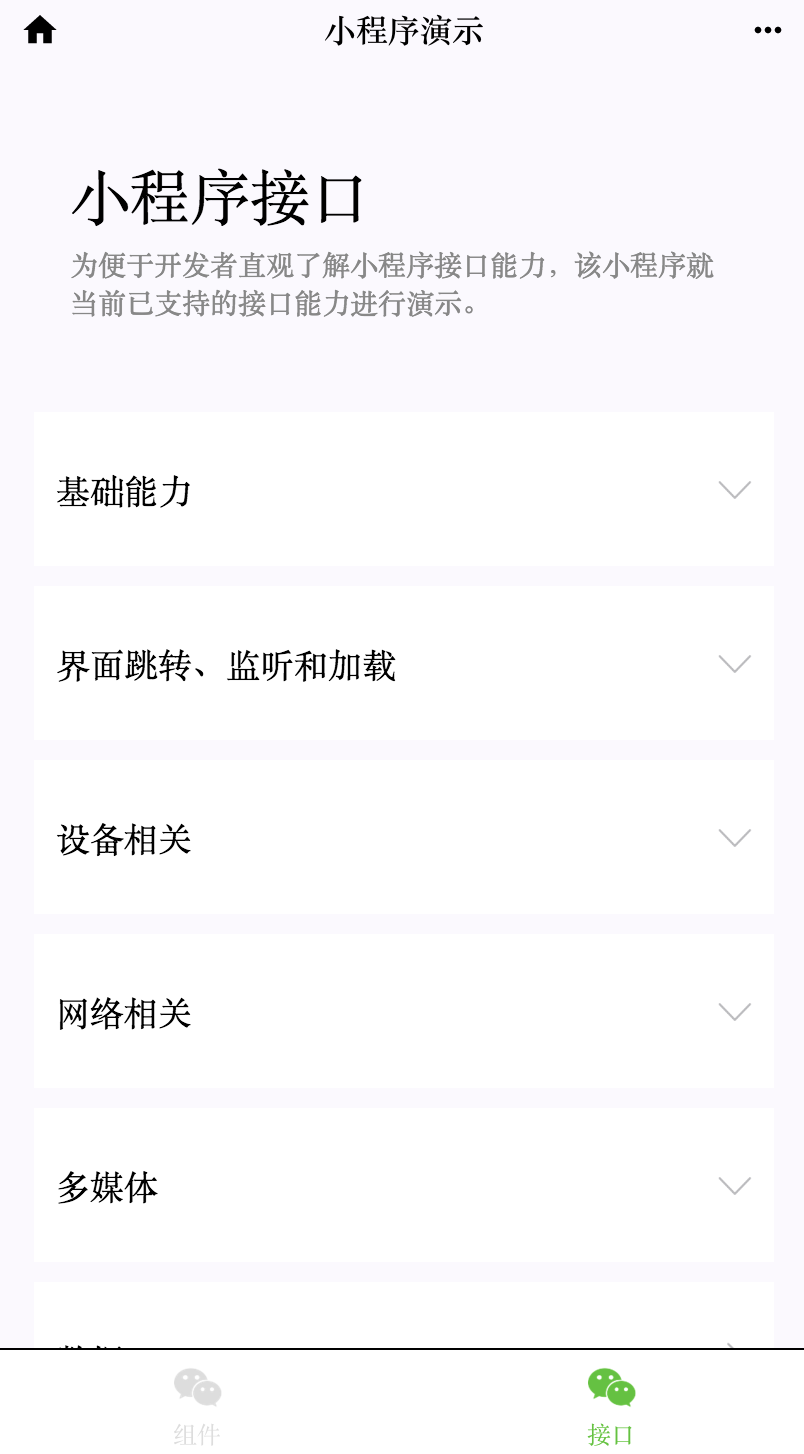 小程序演示
小程序接口
为便于开发者直观了解小程序接口能力，该小程序就
当前已支持的接口能力进行演示。
基础能力
界面跳转、监听和加载
设备相关
网络相关
多媒体
组件
接口